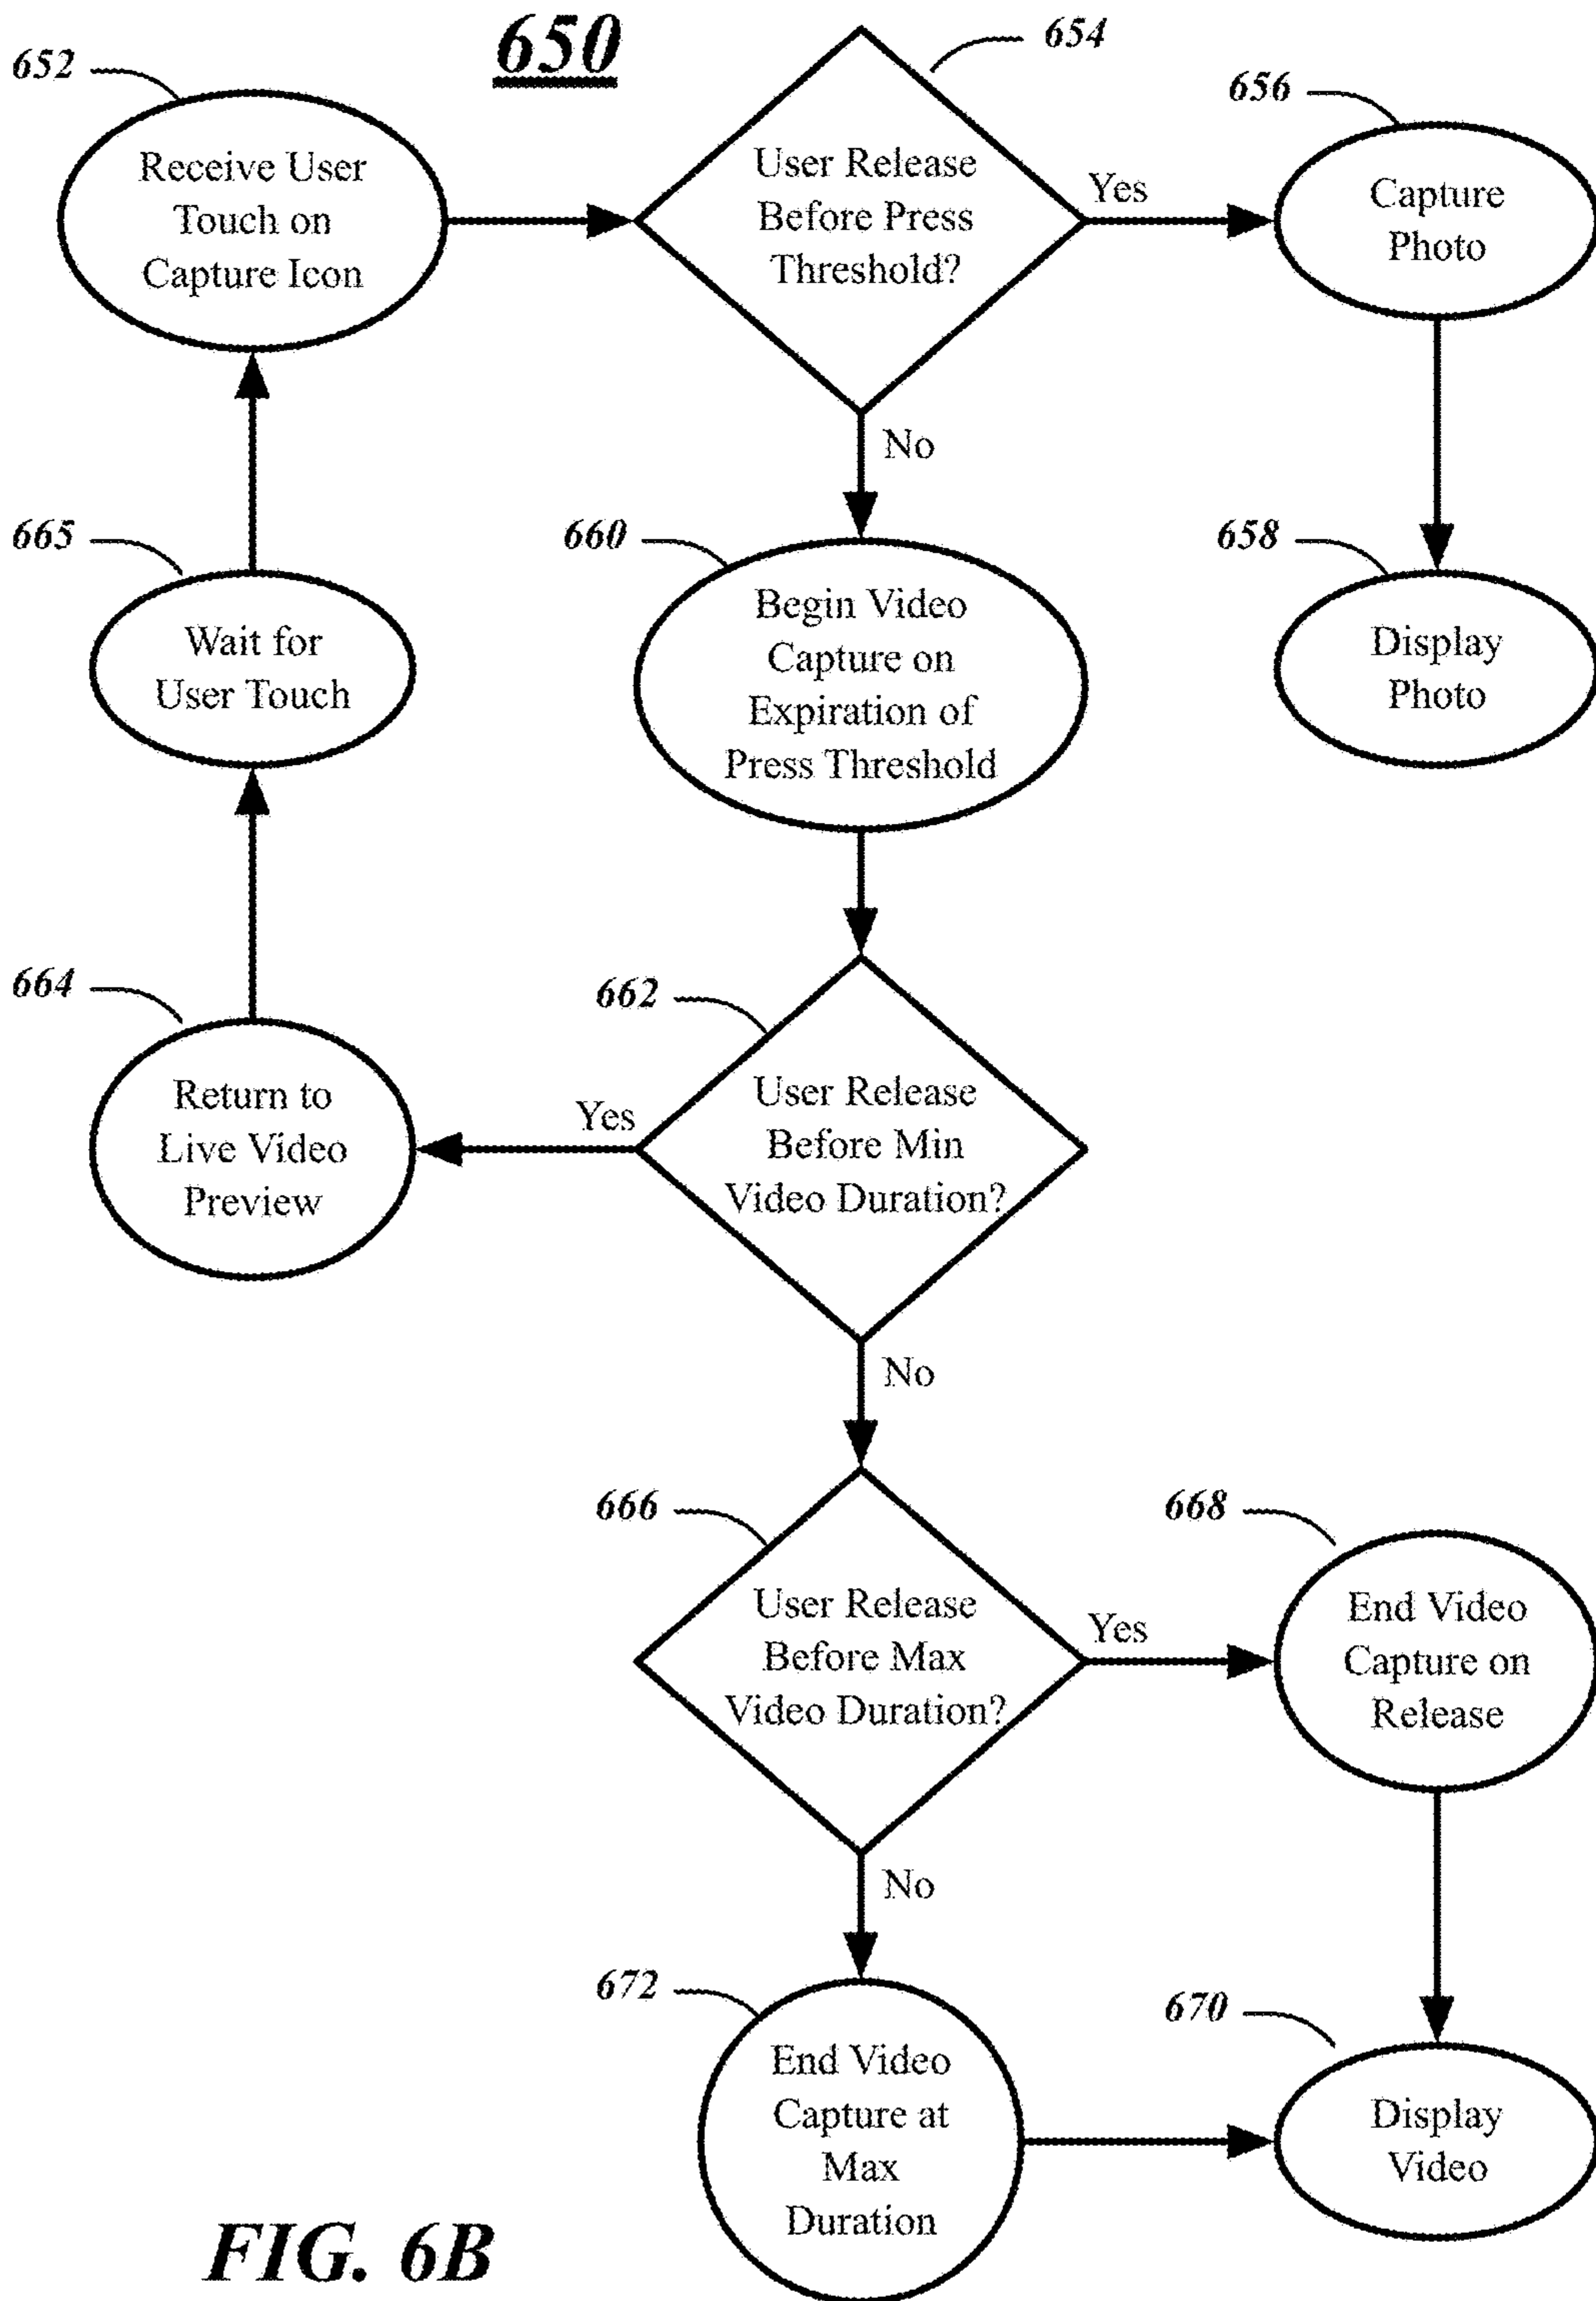 650
652
Receive User
Touch on
Capture Icon
654
User Release
Before Press
Threshold?
Yes
656
Capture
Photo
No
665
Wait for
User Touch
660
Begin Video
Capture on
Expiration of
Press Threshold
658
Display
Photo
664
Return to
Live Video
Preview
Yes
662
User Release
Before Min
Video Duration?
No
666
User Release
Before Max
Video Duration?
Yes
668
End Video
Capture on
Release
No
672
End Video
Capture at
Max
Duration
670
Display
Video
FIG. 6B